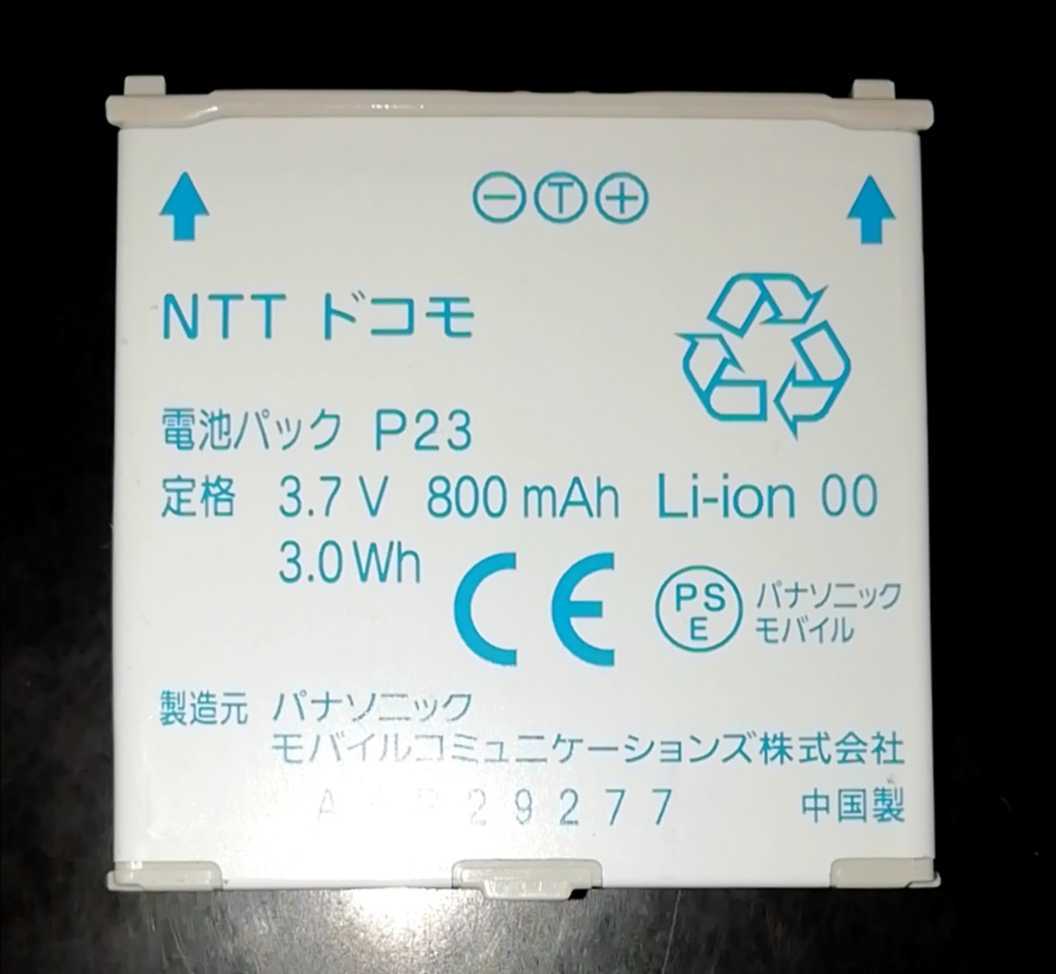 ⊖Ⓣ⊕
NTT ドコモ
電池パック P23
定格 3.7 V 800 mAh Li-ion 00
3.0 Wh
CE
PS
E
パナソニック
モバイル
製造元 パナソニック
モバイルコミュニケーションズ株式会社
29277
中国製